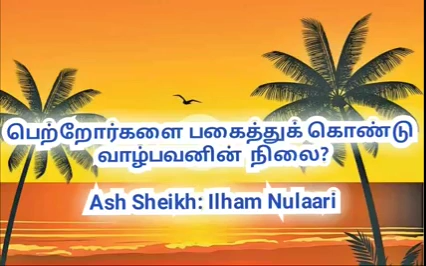 பெற்றோர்களை பகைத்துக் கொண்டு
வாழ்பவனின் நிலை?
Ash Sheikh: Ilham Nulaari